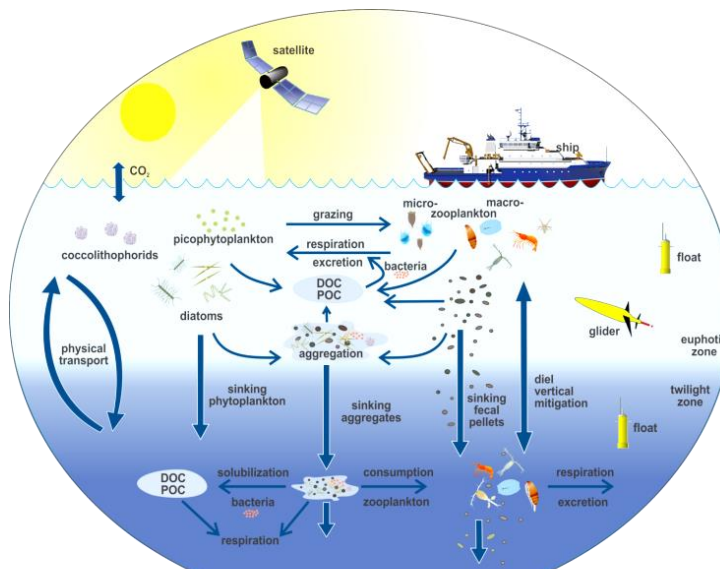 satellite
ship
CO₂
grazing
micro-
macro-
zooplankton
picophytoplankton
coccolithophorids
respiration
excretion
bacteria
float
DOC
POC
diatoms
glider
aggregation
physical
transport
euphoti
zone
sinking
phytoplankton
sinking
aggregates
sinking
fecal
pellets
diel
vertical
mitigation
twilight
zone
float
DOC
POC
solubilization
bacteria
consumption
zooplankton
respiration
excretion
respiration